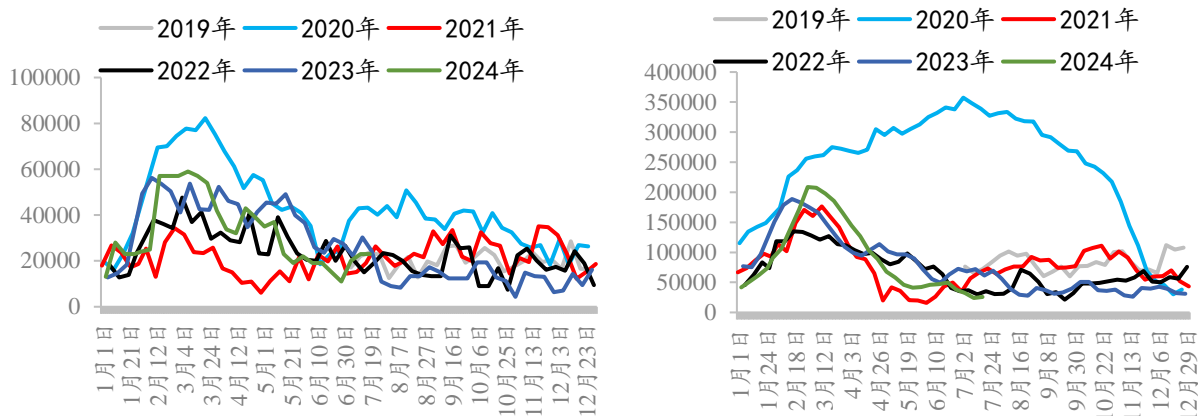 2019年 2020年 2021年
2022年 2023年 2024年
100000
80000
60000
40000
20000
0
1月1日
1月21日
2月12日
3月4日
3月24日
4月12日
5月1日
5月21日
6月10日
6月30日
7月19日
8月7日
8月27日
9月16日
10月6日
10月25日
11月13日
12月3日
12月23日
2019年 2020年 2021年
2022年 2023年 2024年
400000
350000
300000
250000
200000
150000
100000
50000
0
1月1日
1月24日
2月18日
3月12日
4月3日
4月26日
5月19日
6月10日
7月2日
7月25日
8月16日
9月8日
9月30日
10月22日
11月13日
12月6日
2月29日